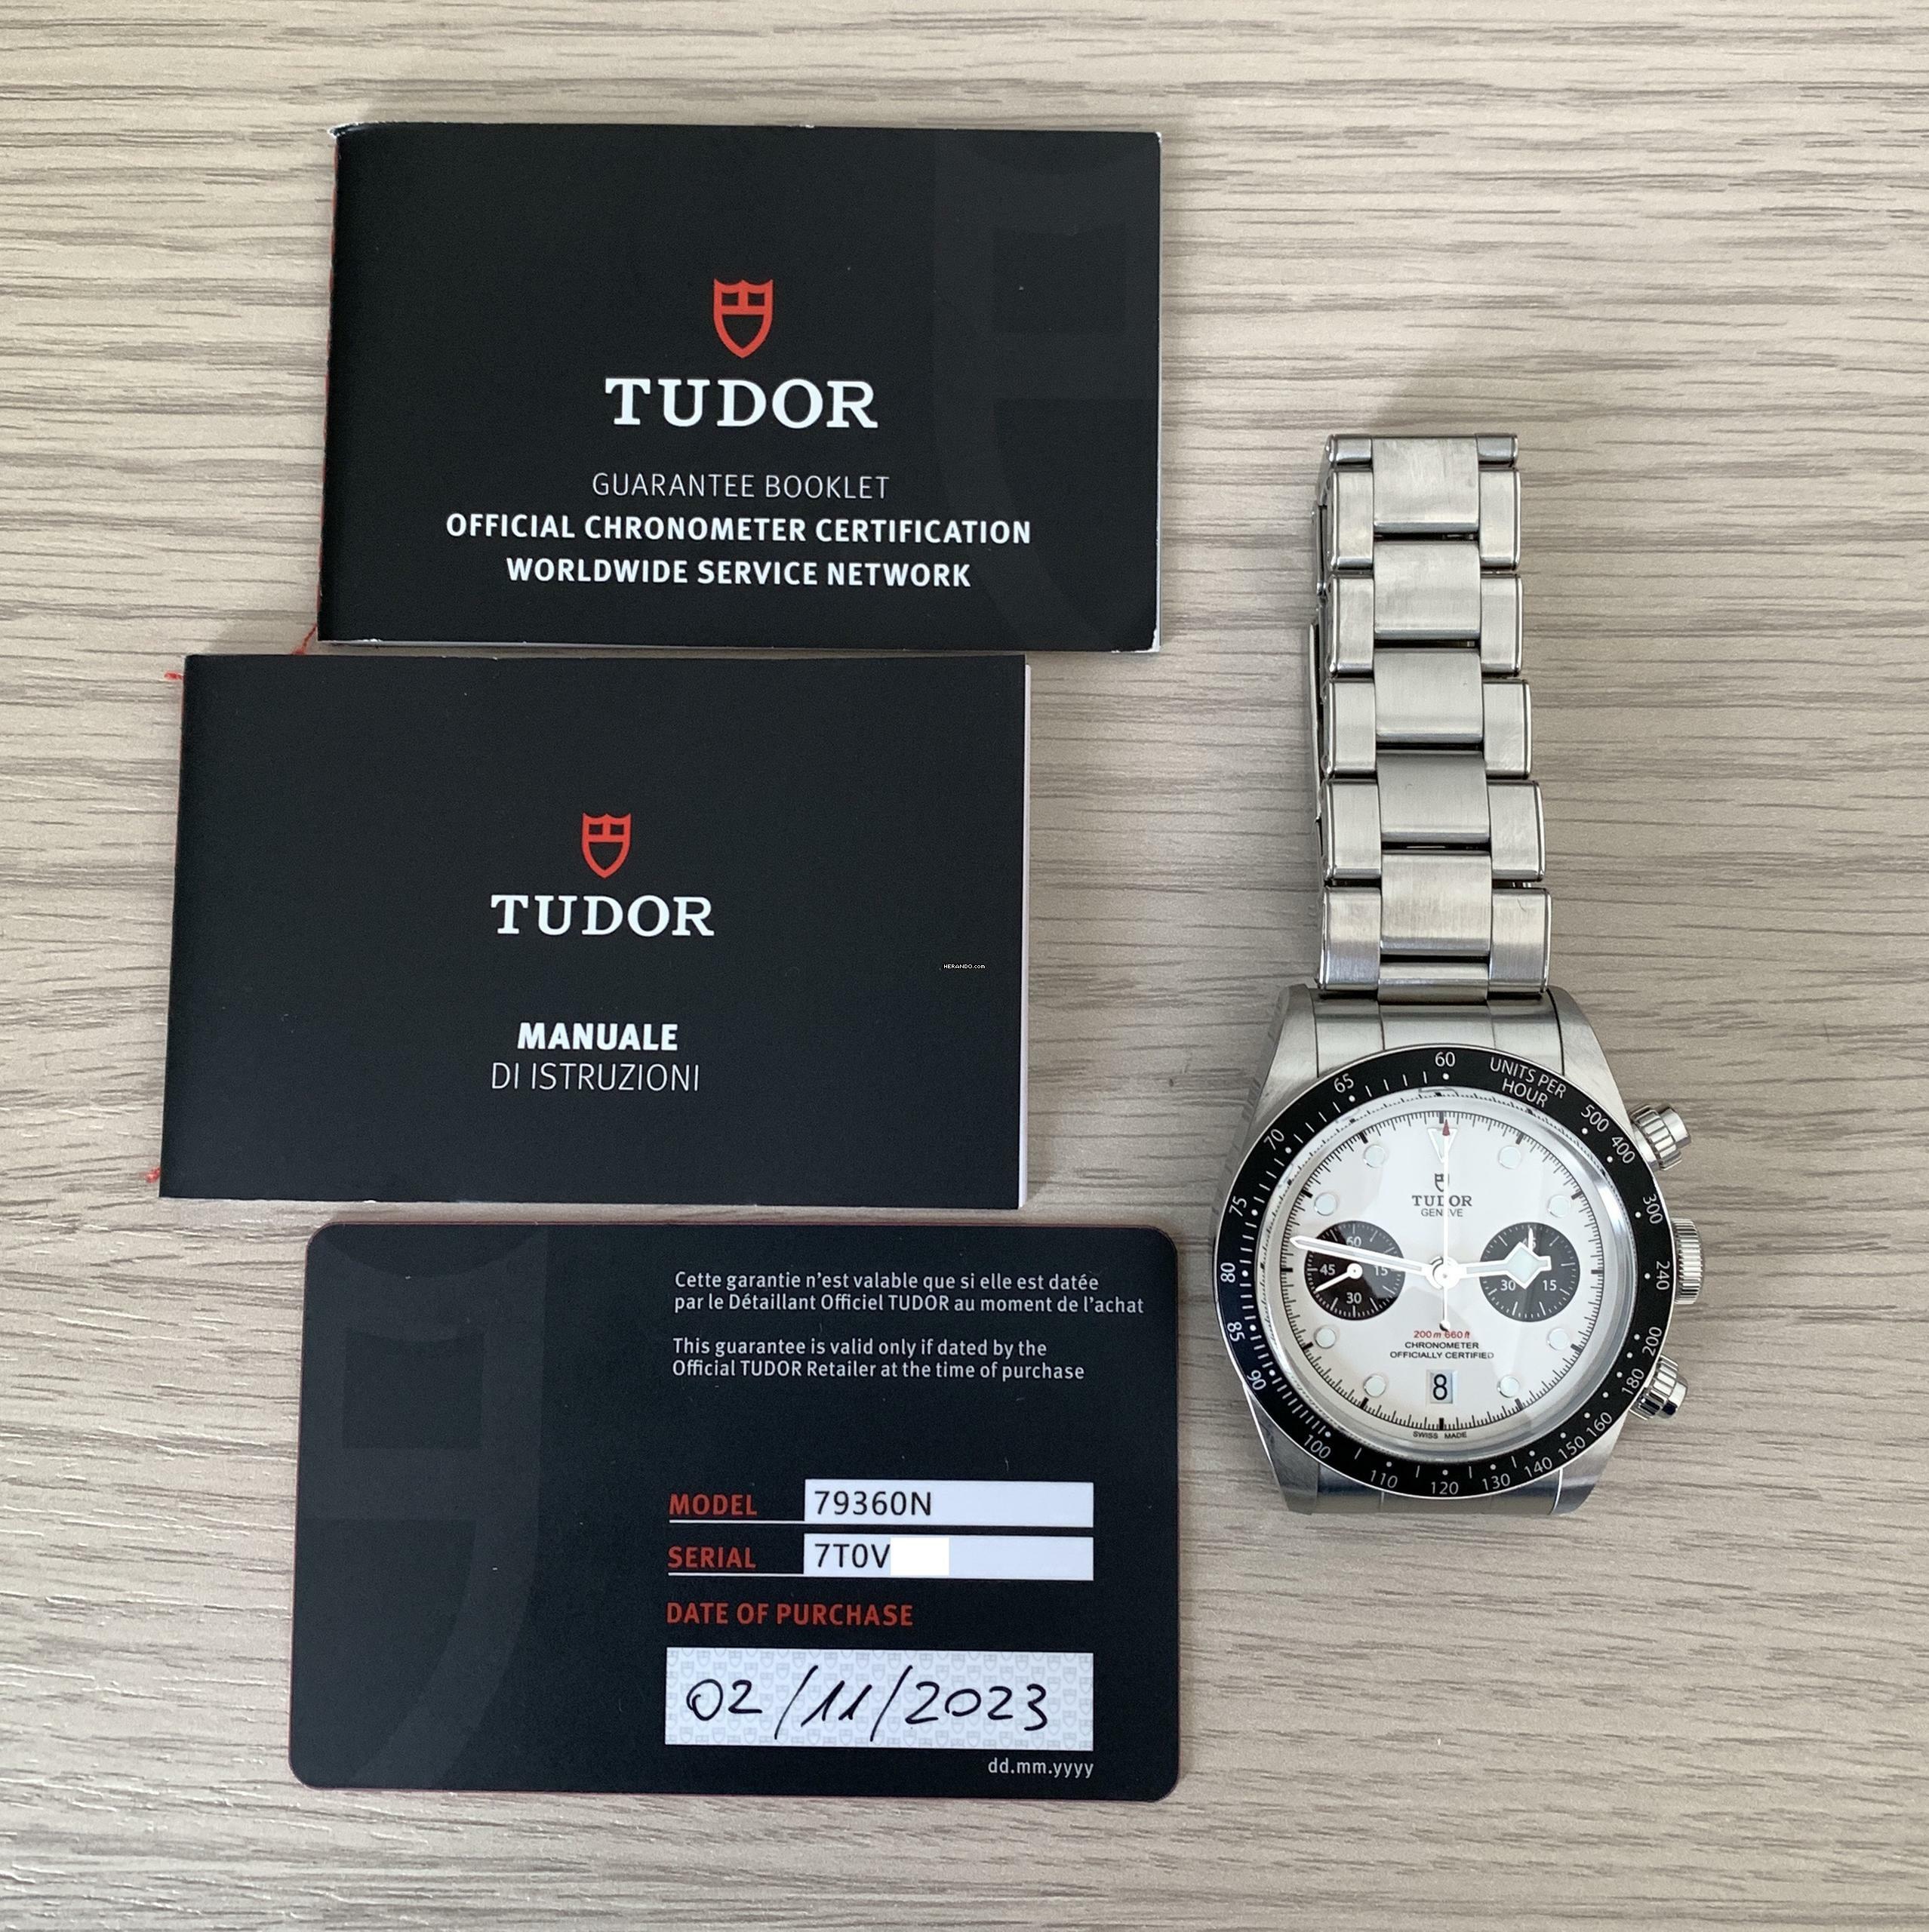 TUDOR
GUARANTEE BOOKLET
OFFICIAL CHRONOMETER CERTIFICATION
WORLDWIDE SERVICE NETWORK
TUDOR
HERANDO.com
MANUALE
DI ISTRUZIONI
Cette garantie n'est valable que si elle est datée
par le Détaillant Officiel TUDOR au moment de l'achat
This guarantee is valid only if dated by the
Official TUDOR Retailer at the time of purchase
MODEL 79360N
SERIAL 7T0V
DATE OF PURCHASE
02/11/2023
dd.mm.yyyy
60 UNITS PER HOUR 500 400 300 240 200 180 160 150 140 130 120 110 100 90 85 80 75 70 65
TUDOR
GENEVE
60 15 30 45
15 30
200 m 660 ft
CHRONOMETER
OFFICIALLY CERTIFIED
8
SWISS MADE